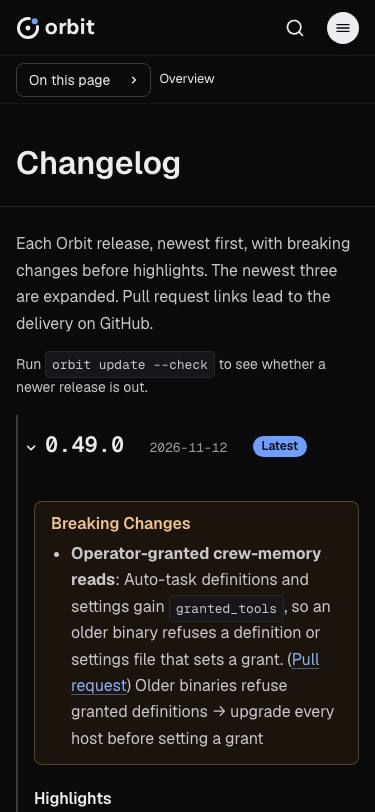 orbit
On this page
Overview
Changelog
Each Orbit release, newest first, with breaking
changes before highlights. The newest three
are expanded. Pull request links lead to the
delivery on GitHub.
Run orbit update --check to see whether a
newer release is out.
0.49.0 2026-11-12 Latest
Breaking Changes
• Operator-granted crew-memory
reads: Auto-task definitions and
settings gain granted_tools, so an
older binary refuses a definition or
settings file that sets a grant. (Pull
request) Older binaries refuse
granted definitions → upgrade every
host before setting a grant
Highlights